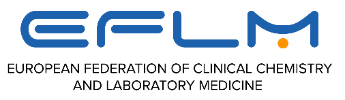 EFLM
EUROPEAN FEDERATION OF CLINICAL CHEMISTRY
AND LABORATORY MEDICINE